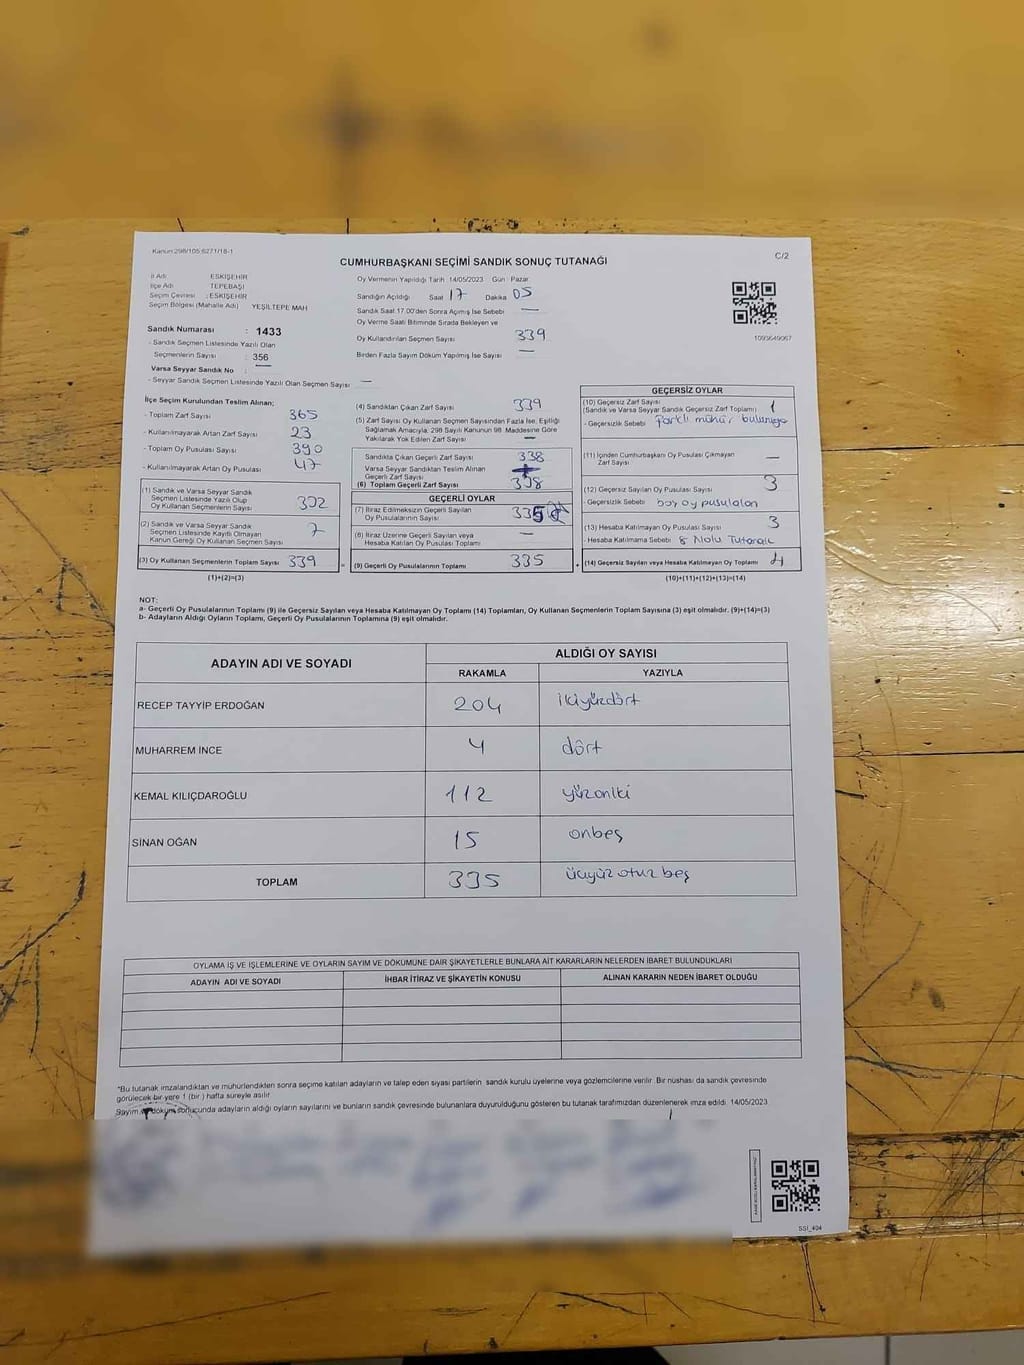 Kanun 298/105 6271/18-1
CUMHURBAŞKANI SEÇİMİ SANDIK SONUÇ TUTANAĞI
C/2
İl Adı ESKİŞEHİR
İlçe Adı TEPEBAŞI
Seçim Çevresi : ESKİŞEHİR
Seçim Bölgesi (Mahalle Adı) YEŞİLTEPE MAH
Sandık Numarası : 1433
- Sandık Seçmen Listesinde Yazılı Olan
Seçmenlerin Sayısı : 356
Varsa Seyyar Sandık No : —
- Seyyar Sandık Seçmen Listesinde Yazılı Olan Seçmen Sayısı —
Oy Vermenin Yapıldığı Tarih 14/05/2023 Gün Pazar
Sandığın Açıldığı Saat 17 Dakika 05
Sandık Saat 17.00'den Sonra Açımış İse Sebebi —
Oy Verme Saati Bitiminde Sırada Bekleyen ve
Oy Kullandırılan Seçmen Sayısı 339
Birden Fazla Sayım Döküm Yapılmış İse Sayısı —
1093649067
İlçe Seçim Kurulundan Teslim Alınan;
- Toplam Zarf Sayısı 365
- Kullanılmayarak Artan Zarf Sayısı 23
- Toplam Oy Pusulası Sayısı 390
- Kullanılmayarak Artan Oy Pusulası 47
(1) Sandık ve Varsa Seyyar Sandık
Seçmen Listesinde Yazılı Olup
Oy Kullanan Seçmenlerin Sayısı 332
(2) Sandık ve Varsa Seyyar Sandık
Seçmen Listesinde Kayıtlı Olmayan
Kanun Gereği Oy Kullanan Seçmen Sayısı 7
(3) Oy Kullanan Seçmenlerin Toplam Sayısı 339
(1)+(2)=(3)
(4) Sandıktan Çıkan Zarf Sayısı 339
(5) Zarf Sayısı Oy Kullanan Seçmen Sayısından Fazla İse, Eşitliği
Sağlamak Amacıyla, 298 Sayılı Kanunun 98. Maddesine Göre
Yakılarak Yok Edilen Zarf Sayısı —
Sandıkta Çıkan Geçerli Zarf Sayısı 338
Varsa Seyyar Sandıktan Teslim Alınan
Geçerli Zarf Sayısı
(6) Toplam Geçerli Zarf Sayısı 338
GEÇERLİ OYLAR
(7) İtiraz Edilmeksizin Geçerli Sayılan
Oy Pusulalarının Sayısı 335
(8) İtiraz Üzerine Geçerli Sayılan veya
Hesaba Katılan Oy Pusulası Toplamı —
= (9) Geçerli Oy Pusulalarının Toplamı 335 +
GEÇERSİZ OYLAR
(10) Geçersiz Zarf Sayısı
(Sandık ve Varsa Seyyar Sandık Geçersiz Zarf Toplamı) 1
- Geçersizlik Sebebi
(11) İçinden Cumhurbaşkanı Oy Pusulası Çıkmayan
Zarf Sayısı —
(12) Geçersiz Sayılan Oy Pusulası Sayısı 3
Geçersizlik Sebebi boş oy pusulaları
(13) Hesaba Katılmayan Oy Pusulası Sayısı 3
- Hesaba Katılmama Sebebi 8 Nolu Tutanak
(14) Geçersiz Sayılan veya Hesaba Katılmayan Oy Toplamı 4
(10)+(11)+(12)+(13)=(14)
NOT:
a- Geçerli Oy Pusulalarının Toplamı (9) ile Geçersiz Sayılan veya Hesaba Katılmayan Oy Toplamı (14) Toplamları, Oy Kullanan Seçmenlerin Toplam Sayısına (3) eşit olmalıdır. (9)+(14)=(3)
b- Adayların Aldığı Oyların Toplamı, Geçerli Oy Pusulalarının Toplamına (9) eşit olmalıdır.
ADAYIN ADI VE SOYADI
ALDIĞI OY SAYISI
RAKAMLA YAZIYLA
RECEP TAYYİP ERDOĞAN 204 ikiyüzdört
MUHARREM İNCE 4 dört
KEMAL KILIÇDAROĞLU 112 yüzoniki
SİNAN OĞAN 15 onbeş
TOPLAM 335 üçyüz otuz beş
OYLAMA İŞ VE İŞLEMLERİNE VE OYLARIN SAYIM VE DÖKÜMÜNE DAİR ŞİKAYETLERLE BUNLARA AİT KARARLARIN NELERDEN İBARET BULUNDUKLARI
ADAYIN ADI VE SOYADI İHBAR İTİRAZ VE ŞİKAYETİN KONUSU ALINAN KARARIN NEDEN İBARET OLDUĞU
*Bu tutanak imzalandıktan ve mühürlendikten sonra seçime katılan adayların ve talep eden siyasi partilerin sandık kurulu üyelerine veya gözlemcilerine verilir. Bir nüshası da sandık çevresinde
görülecek bir yere 1 (bir) hafta süreyle asılır
Sayım ve döküm sonucunda adayların aldığı oyların sayılarını ve bunların sandık çevresinde bulunanlara duyurulduğunu gösteren bu tutanak tarafımızdan düzenlenerek imza edildi 14/05/2023
SSI_404